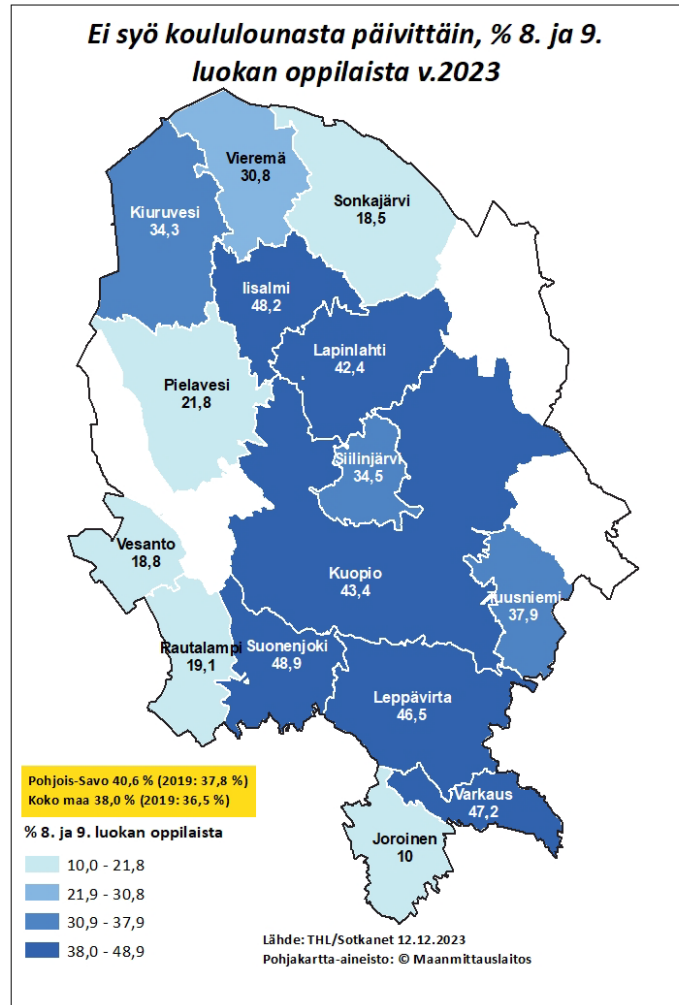 Ei syö koululounasta päivittäin, % 8. ja 9.
luokan oppilaista v.2023
Vieremä
30,8
Sonkajärvi
18,5
Kiuruvesi
34,3
Iisalmi
48,2
Lapinlahti
42,4
Pielavesi
21,8
Siilinjärvi
34,5
Vesanto
18,8
Kuopio
43,4
Tuusniemi
37,9
Rautalampi
19,1
Suonenjoki
48,9
Leppävirta
46,5
Varkaus
47,2
Joroinen
10
Pohjois-Savo 40,6 % (2019: 37,8 %)
Koko maa 38,0 % (2019: 36,5 %)
% 8. ja 9. luokan oppilaista
10,0 - 21,8
21,9 - 30,8
30,9 - 37,9
38,0 - 48,9
Lähde: THL/Sotkanet 12.12.2023
Pohjakartta-aineisto: © Maanmittauslaitos